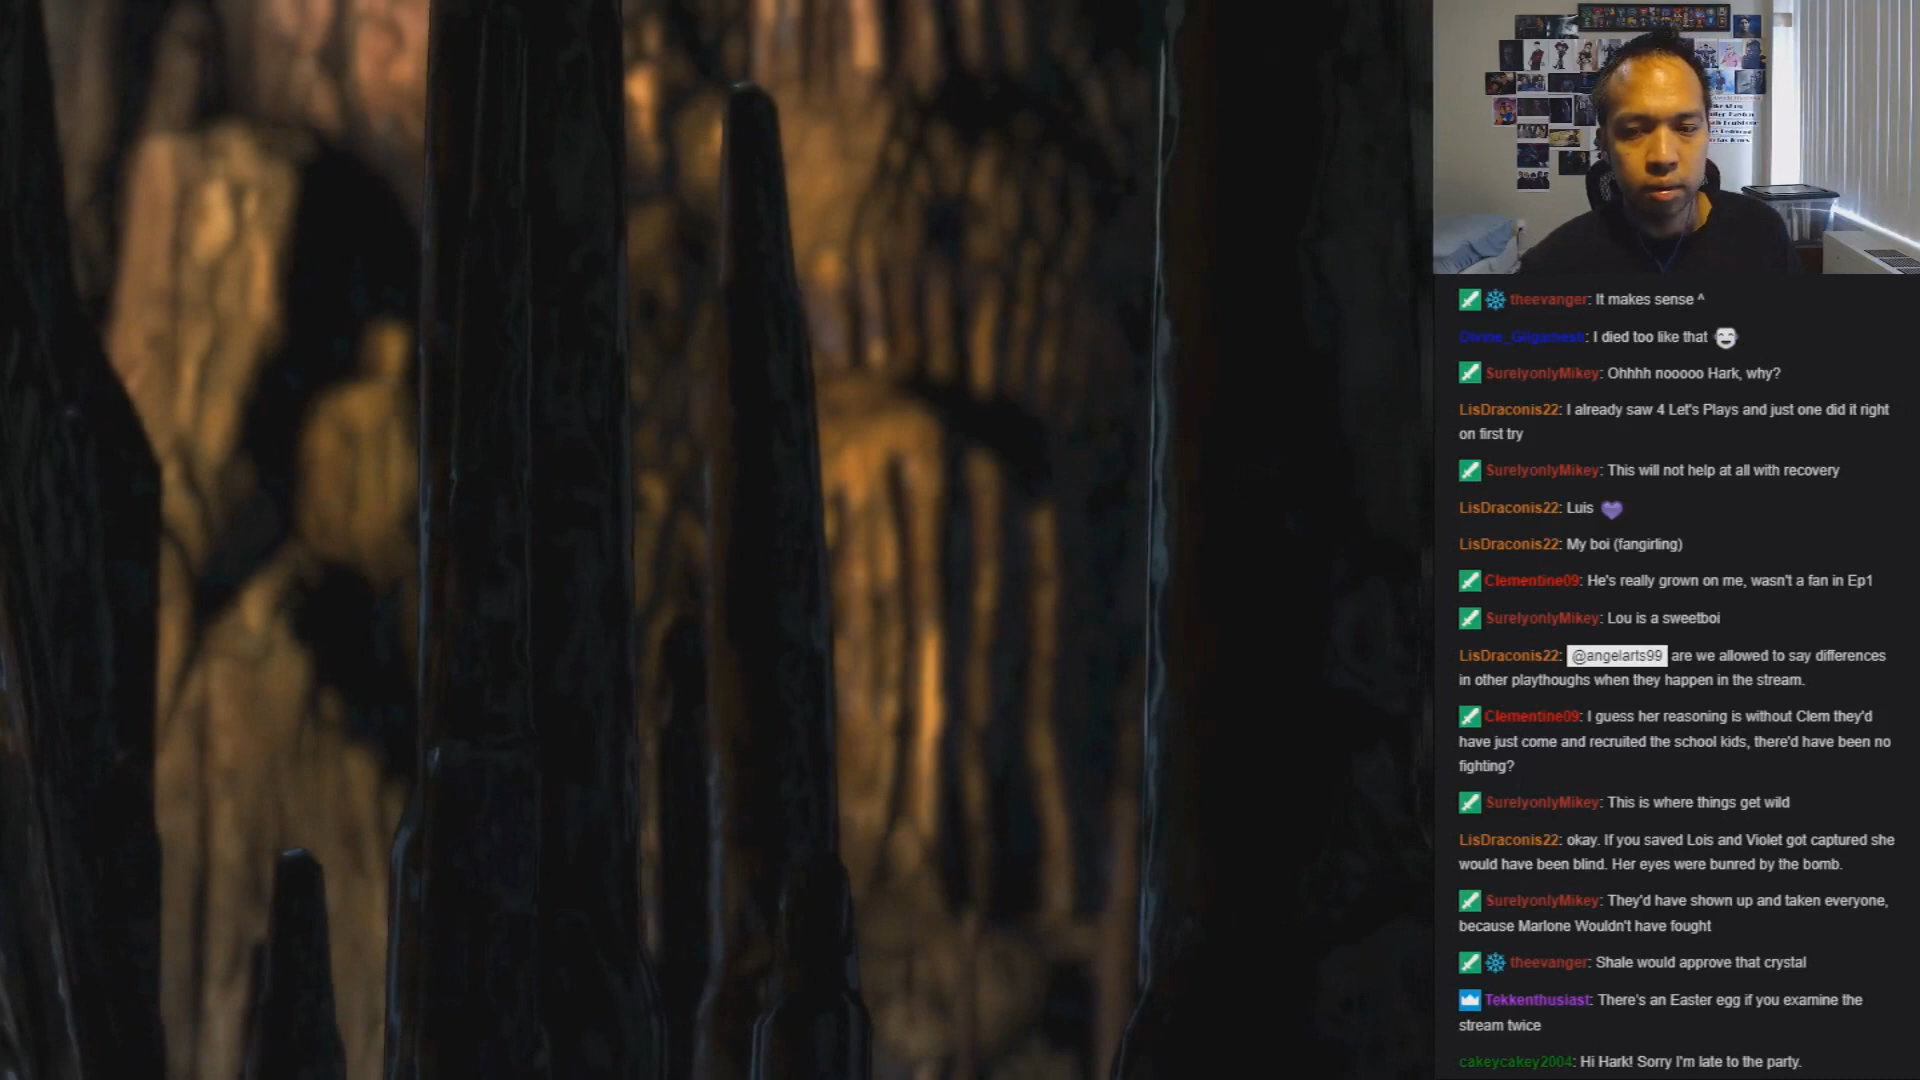 theevanger: It makes sense ^
Divine_Gilgamesh: I died too like that
SurelyonlyMikey: Ohhhh nooooo Hark, why?
LisDraconis22: I already saw 4 Let's Plays and just one did it right
on first try
SurelyonlyMikey: This will not help at all with recovery
LisDraconis22: Luis
LisDraconis22: My boi (fangirling)
Clementine09: He's really grown on me, wasn't a fan in Ep1
SurelyonlyMikey: Lou is a sweetboi
LisDraconis22: @angelarts99 are we allowed to say differences
in other playthoughs when they happen in the stream.
Clementine09: I guess her reasoning is without Clem they'd
have just come and recruited the school kids, there'd have been no
fighting?
SurelyonlyMikey: This is where things get wild
LisDraconis22: okay. If you saved Lois and Violet got captured she
would have been blind. Her eyes were bunred by the bomb.
SurelyonlyMikey: They'd have shown up and taken everyone,
because Marlone Wouldn't have fought
theevanger: Shale would approve that crystal
Tekkenthusiast: There's an Easter egg if you examine the
stream twice
cakeycakey2004: Hi Hark! Sorry I'm late to the party.